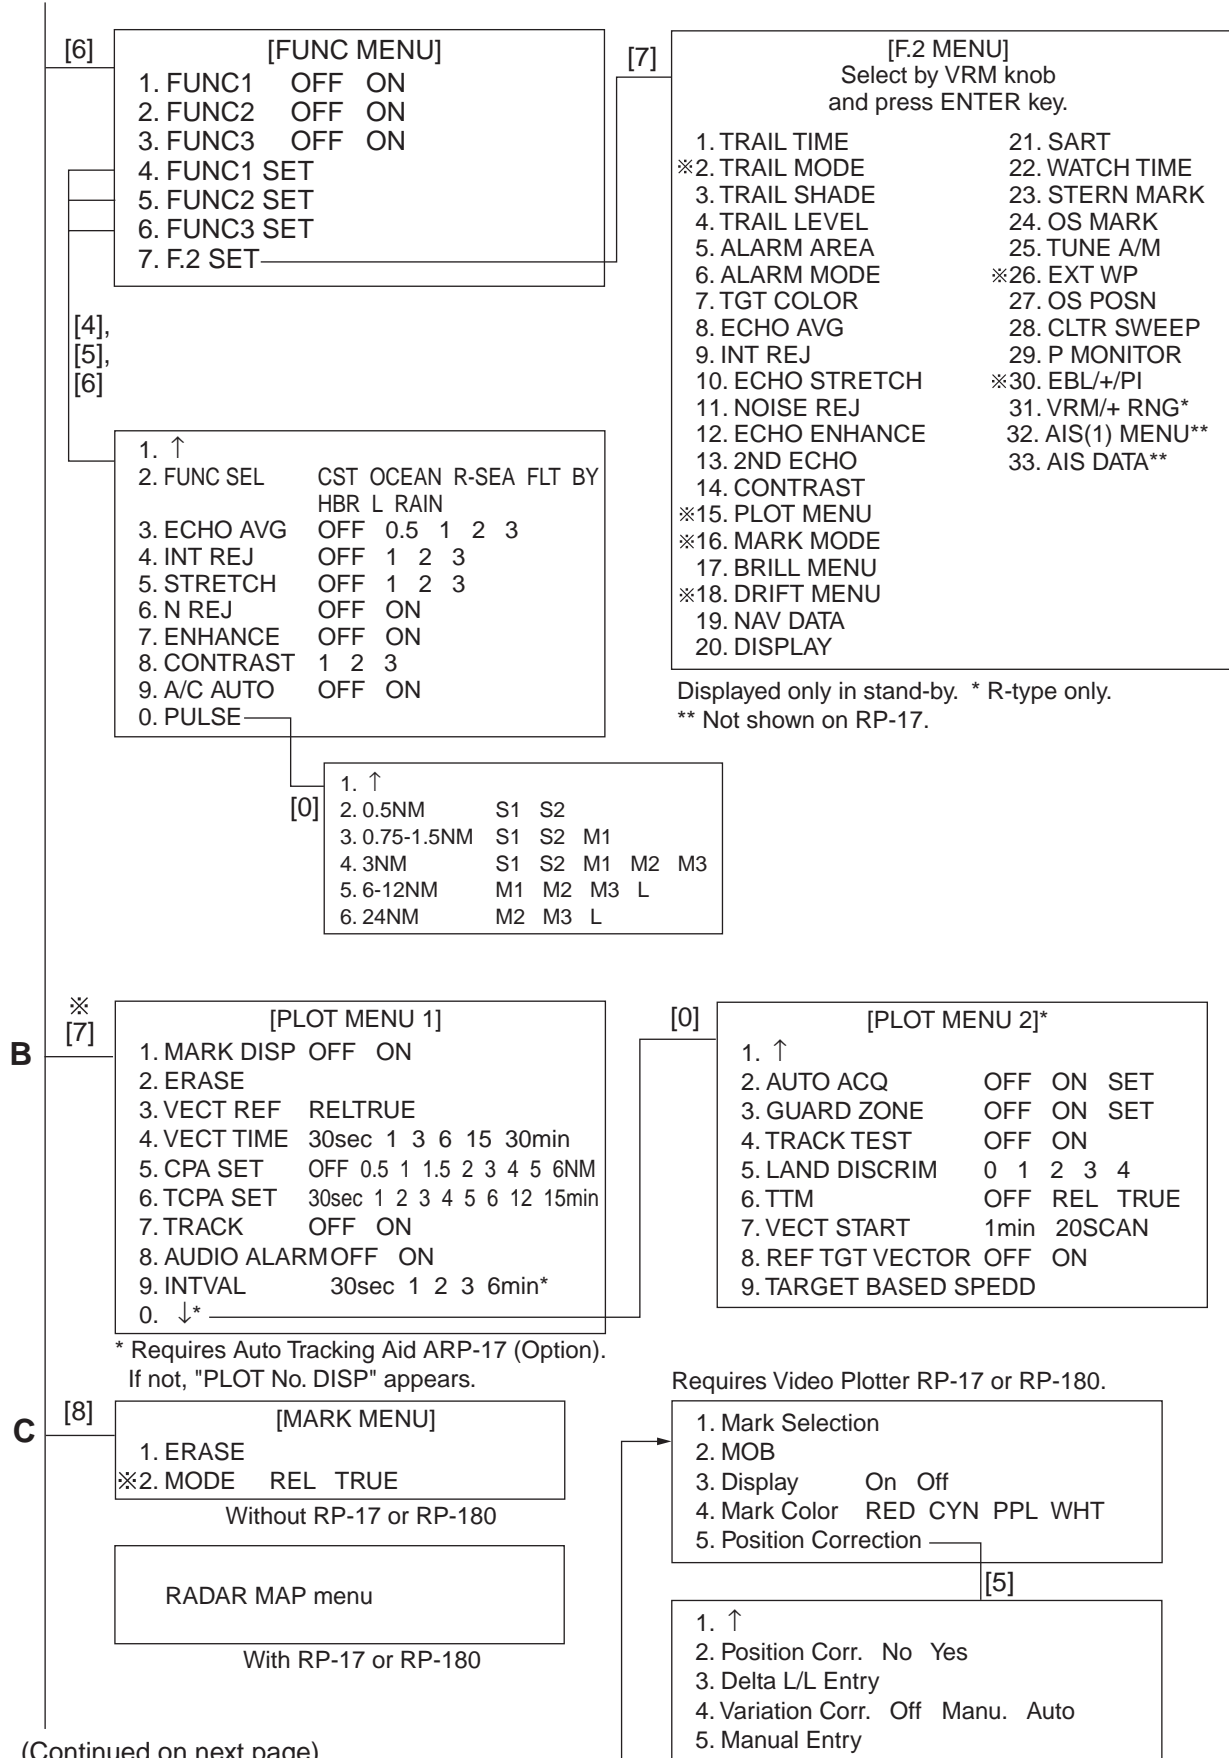 [6]
[FUNC MENU]
1. FUNC1 OFF ON
2. FUNC2 OFF ON
3. FUNC3 OFF ON
4. FUNC1 SET
5. FUNC2 SET
6. FUNC3 SET
7. F.2 SET
[4],
[5],
[6]
[7]
[F.2 MENU]
Select by VRM knob
and press ENTER key.
1. TRAIL TIME
※2. TRAIL MODE
3. TRAIL SHADE
4. TRAIL LEVEL
5. ALARM AREA
6. ALARM MODE
7. TGT COLOR
8. ECHO AVG
9. INT REJ
10. ECHO STRETCH
11. NOISE REJ
12. ECHO ENHANCE
13. 2ND ECHO
14. CONTRAST
※15. PLOT MENU
※16. MARK MODE
17. BRILL MENU
※18. DRIFT MENU
19. NAV DATA
20. DISPLAY
21. SART
22. WATCH TIME
23. STERN MARK
24. OS MARK
25. TUNE A/M
※26. EXT WP
27. OS POSN
28. CLTR SWEEP
29. P MONITOR
※30. EBL/+/PI
31. VRM/+ RNG*
32. AIS(1) MENU**
33. AIS DATA**
Displayed only in stand-by. * R-type only.
** Not shown on RP-17.
1. ↑
2. FUNC SEL CST OCEAN R-SEA FLT BY
HBR L RAIN
3. ECHO AVG OFF 0.5 1 2 3
4. INT REJ OFF 1 2 3
5. STRETCH OFF 1 2 3
6. N REJ OFF ON
7. ENHANCE OFF ON
8. CONTRAST 1 2 3
9. A/C AUTO OFF ON
0. PULSE
[0]
1. ↑
2. 0.5NM S1 S2
3. 0.75-1.5NM S1 S2 M1
4. 3NM S1 S2 M1 M2 M3
5. 6-12NM M1 M2 M3 L
6. 24NM M2 M3 L
B
※
[7]
[PLOT MENU 1]
1. MARK DISP OFF ON
2. ERASE
3. VECT REF RELTRUE
4. VECT TIME 30sec 1 3 6 15 30min
5. CPA SET OFF 0.5 1 1.5 2 3 4 5 6NM
6. TCPA SET 30sec 1 2 3 4 5 6 12 15min
7. TRACK OFF ON
8. AUDIO ALARMOFF ON
9. INTVAL 30sec 1 2 3 6min*
0. ↓*
* Requires Auto Tracking Aid ARP-17 (Option).
If not, "PLOT No. DISP" appears.
[0]
[PLOT MENU 2]*
1. ↑
2. AUTO ACQ OFF ON SET
3. GUARD ZONE OFF ON SET
4. TRACK TEST OFF ON
5. LAND DISCRIM 0 1 2 3 4
6. TTM OFF REL TRUE
7. VECT START 1min 20SCAN
8. REF TGT VECTOR OFF ON
9. TARGET BASED SPEDD
C
[8]
[MARK MENU]
1. ERASE
※2. MODE REL TRUE
Without RP-17 or RP-180
RADAR MAP menu
With RP-17 or RP-180
Requires Video Plotter RP-17 or RP-180.
1. Mark Selection
2. MOB
3. Display On Off
4. Mark Color RED CYN PPL WHT
5. Position Correction
[5]
1. ↑
2. Position Corr. No Yes
3. Delta L/L Entry
4. Variation Corr. Off Manu. Auto
5. Manual Entry
(Continued on next page)